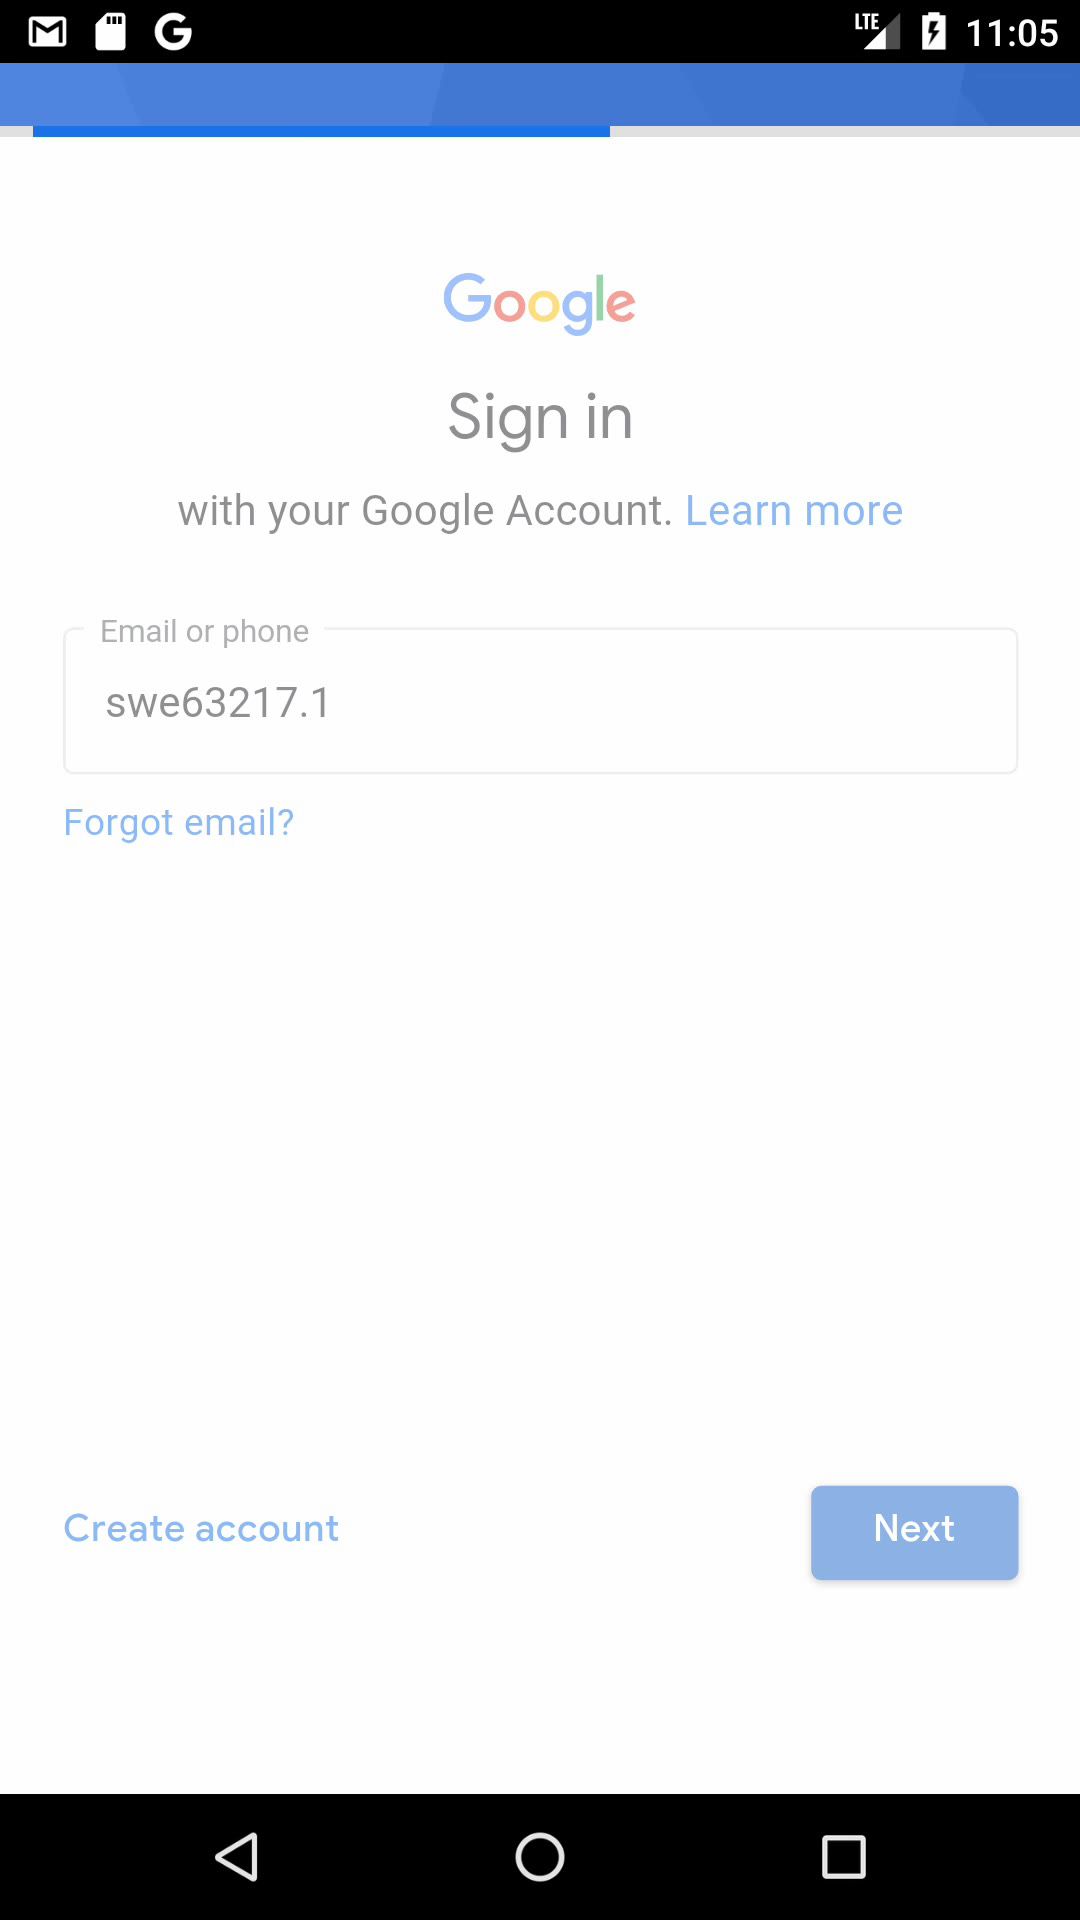 LTE 11:05
Google
Sign in
with your Google Account. Learn more
Email or phone
swe63217.1
Forgot email?
Create account Next